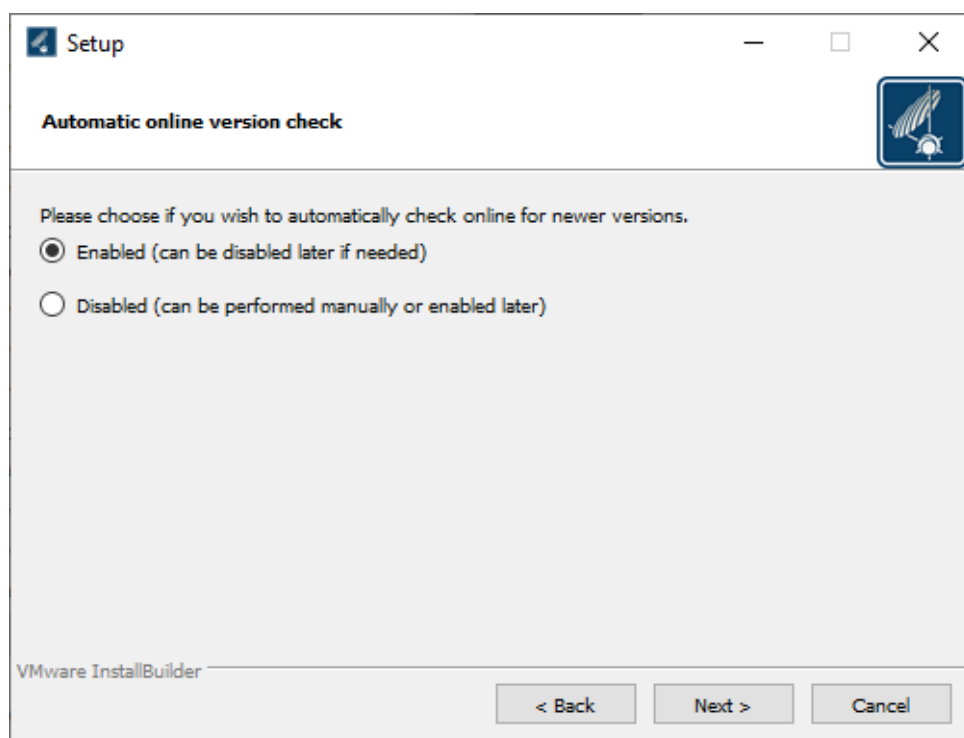 Setup
Automatic online version check
Please choose if you wish to automatically check online for newer versions.
Enabled (can be disabled later if needed)
Disabled (can be performed manually or enabled later)
VMware InstallBuilder
< Back Next > Cancel